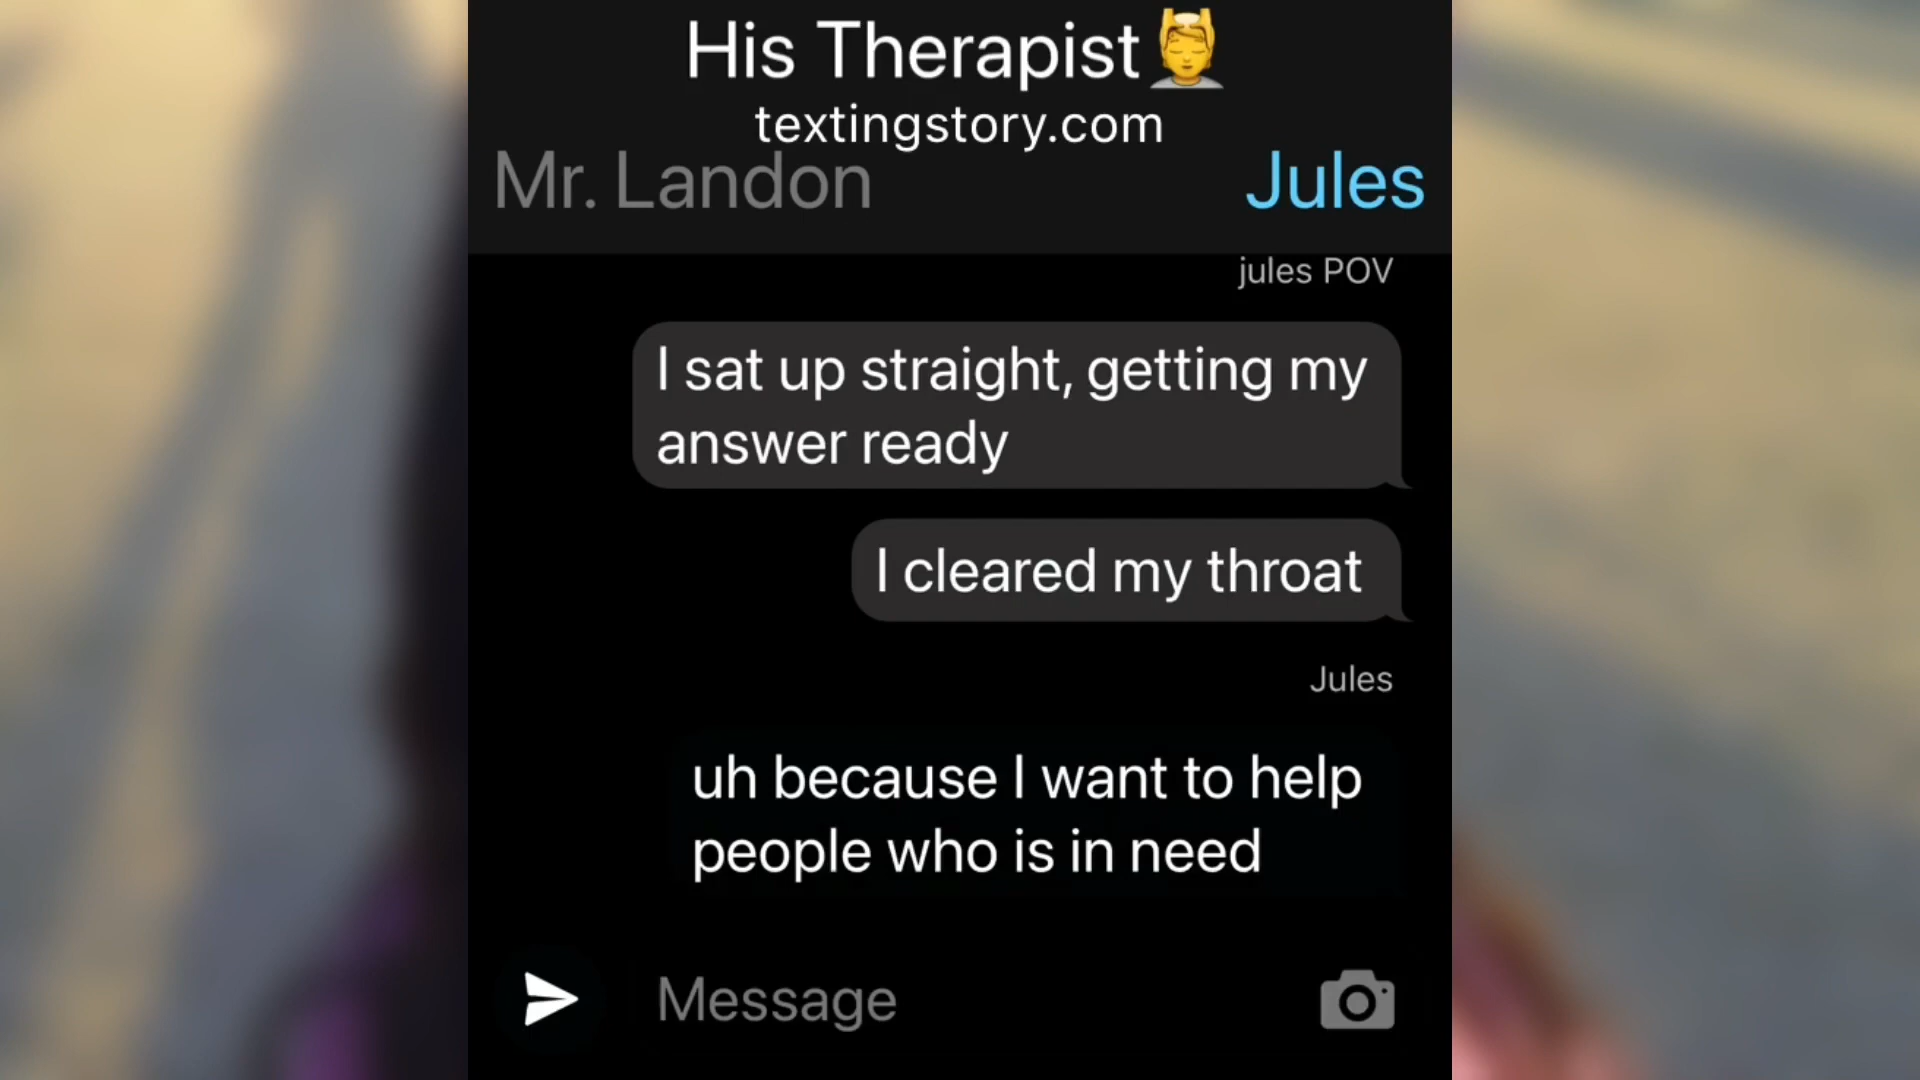 His Therapist
textingstory.com
Mr. Landon
Jules
jules POV
I sat up straight, getting my
answer ready
I cleared my throat
Jules
uh because I want to help
people who is in need
Message